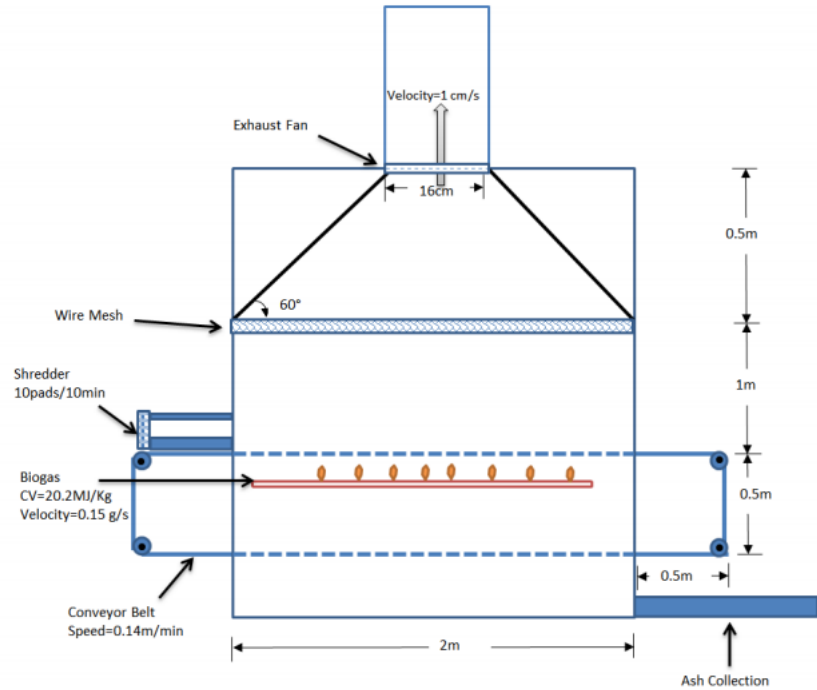 Velocity=1 cm/s
Exhaust Fan
16cm
0.5m
60°
Wire Mesh
Shredder
10pads/10min
1m
Biogas
CV=20.2MJ/Kg
Velocity=0.15 g/s
0.5m
0.5m
Conveyor Belt
Speed=0.14m/min
2m
Ash Collection